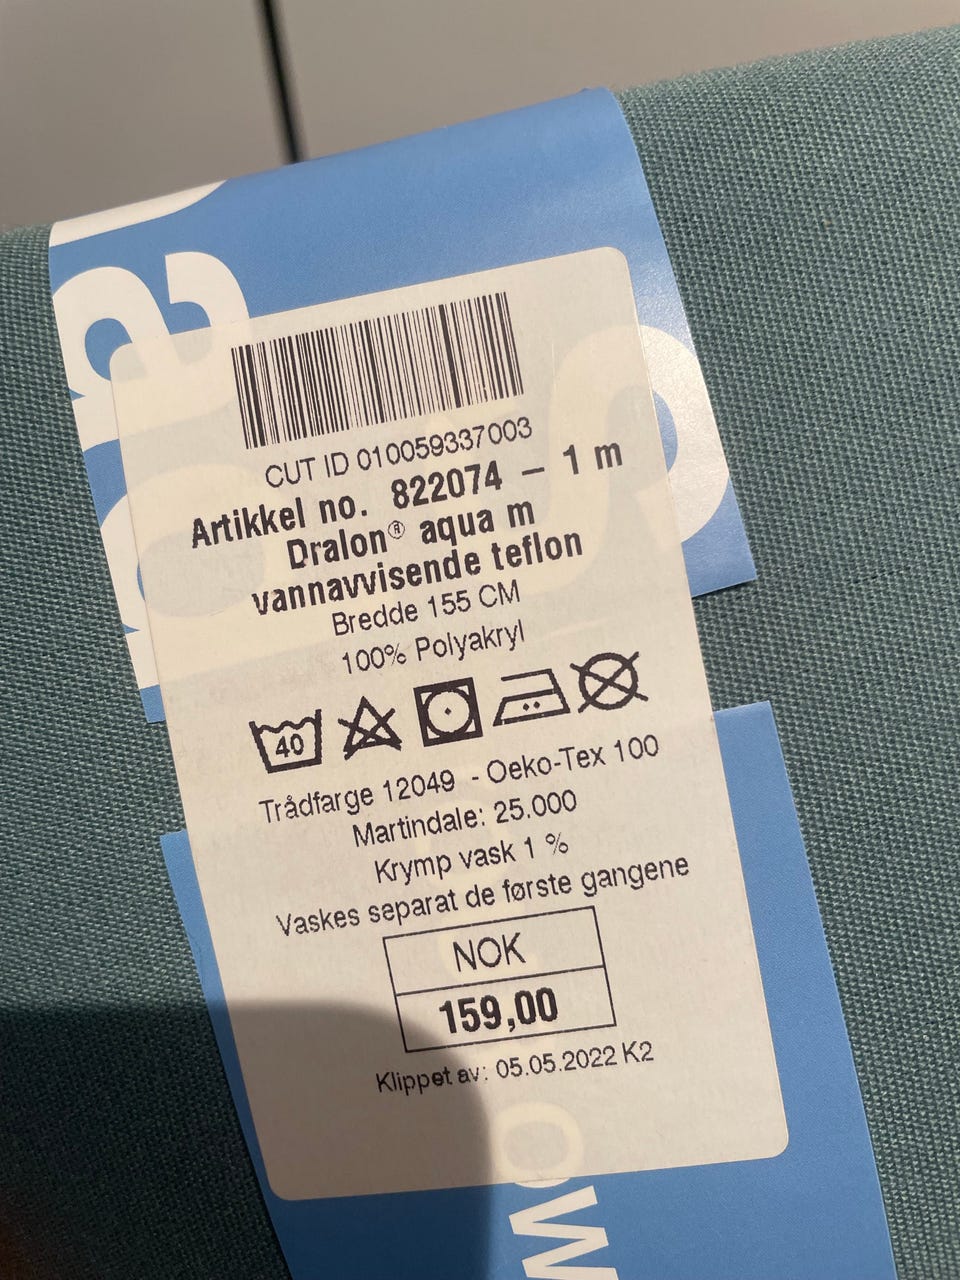 CUT ID 010059337003
Artikkel no. 822074 – 1 m
Dralon® aqua m
vannavvisende teflon
Bredde 155 CM
100% Polyakryl
40
Trådfarge 12049 - Oeko-Tex 100
Martindale: 25.000
Krymp vask 1 %
Vaskes separat de første gangene
NOK
159,00
Klippet av: 05.05.2022 K2